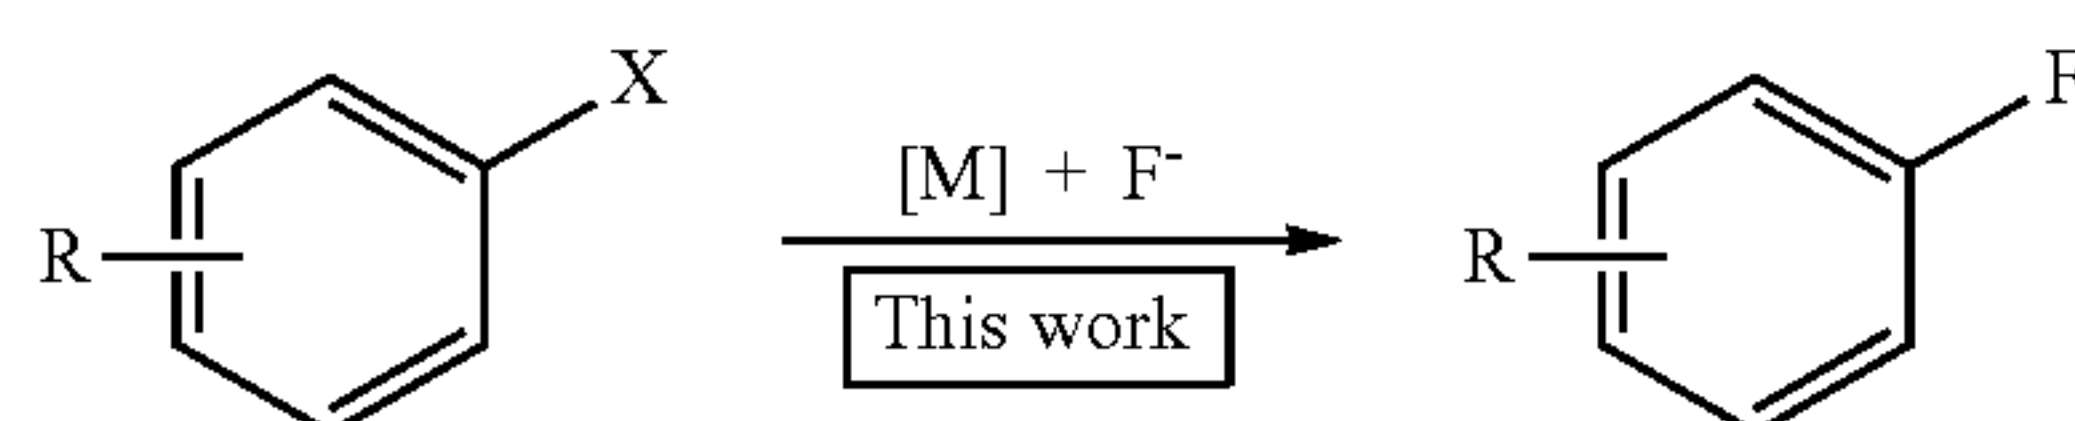 X
F
[M] + F-
R
R
This work